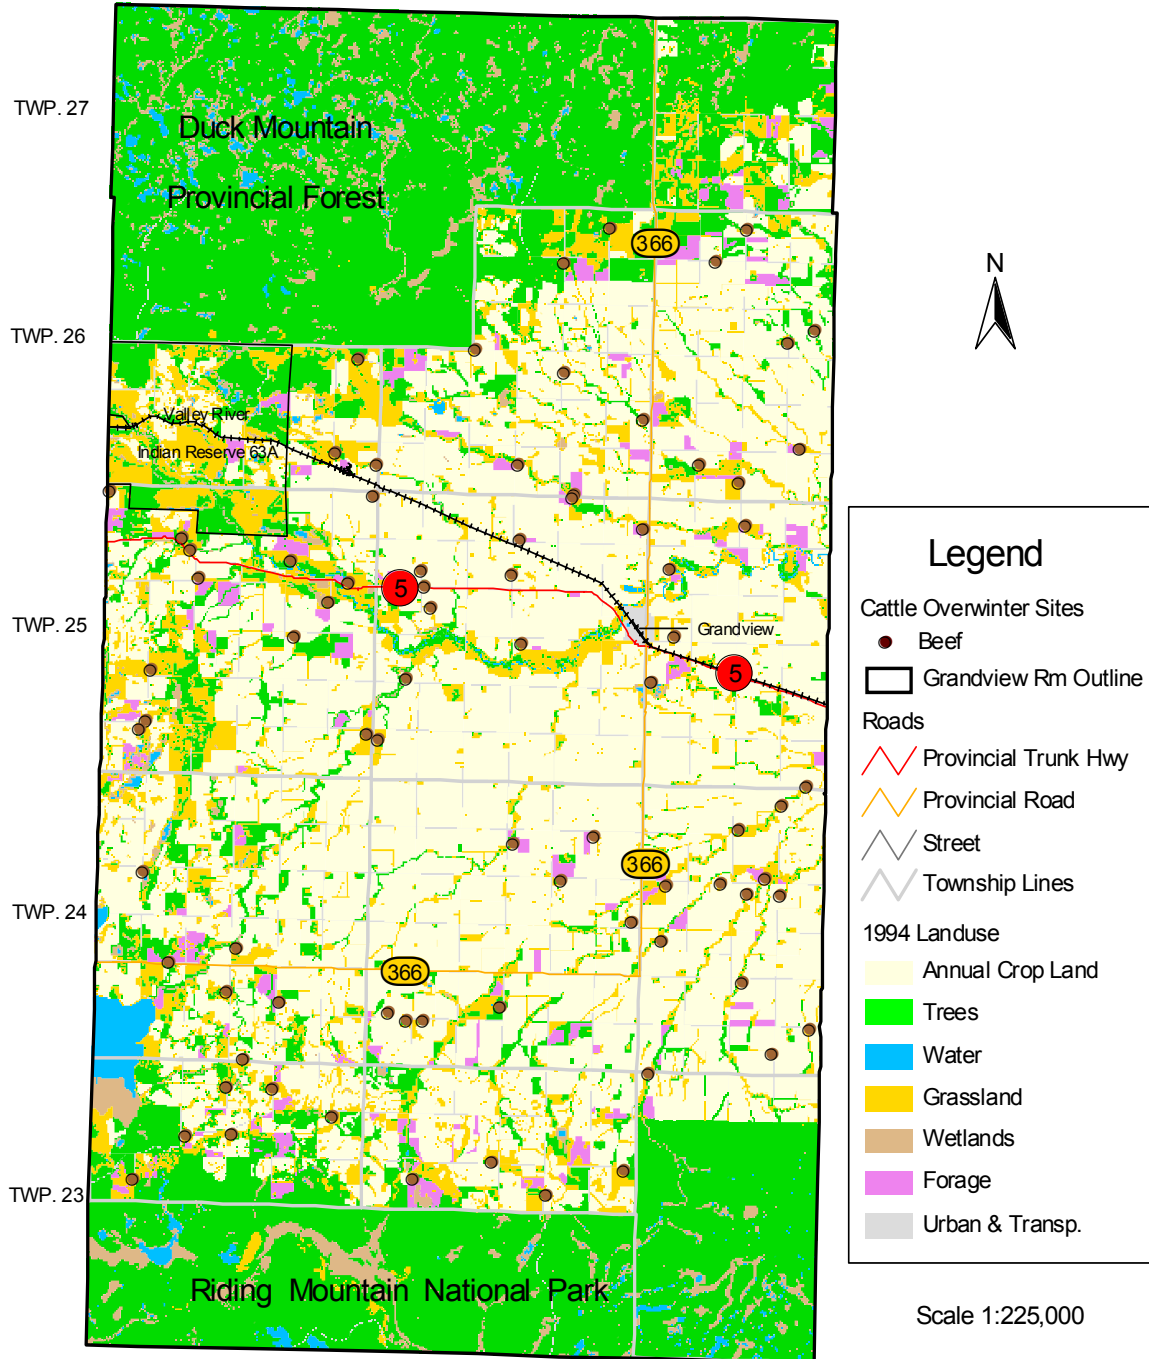 TWP. 27
Duck Mountain
Provincial Forest
366
N
TWP. 26
Valley River
Indian Reserve 63A
5
TWP. 25
Grandview
5
366
TWP. 24
366
TWP. 23
Riding Mountain National Park
Legend
Cattle Overwinter Sites
Beef
Grandview Rm Outline
Roads
Provincial Trunk Hwy
Provincial Road
Street
Township Lines
1994 Landuse
Annual Crop Land
Trees
Water
Grassland
Wetlands
Forage
Urban & Transp.
Scale 1:225,000